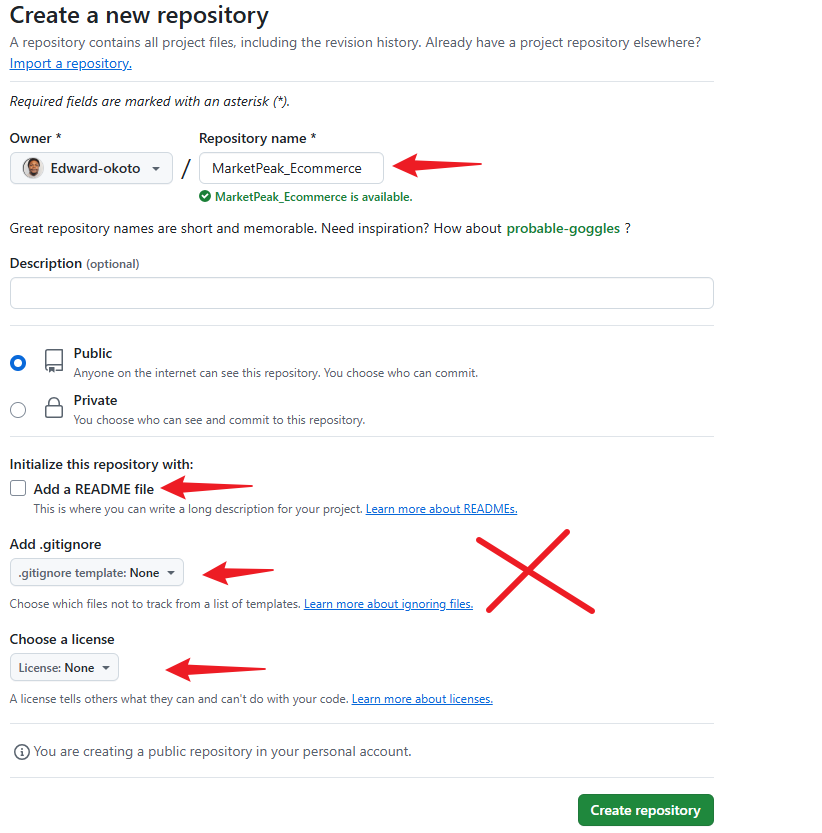 Create a new repository
A repository contains all project files, including the revision history. Already have a project repository elsewhere?
Import a repository.
Required fields are marked with an asterisk (*).
Owner * Repository name *
Edward-okoto / MarketPeak_Ecommerce
MarketPeak_Ecommerce is available.
Great repository names are short and memorable. Need inspiration? How about probable-goggles ?
Description (optional)
Public
Anyone on the internet can see this repository. You choose who can commit.
Private
You choose who can see and commit to this repository.
Initialize this repository with:
Add a README file
This is where you can write a long description for your project. Learn more about READMEs.
Add .gitignore
.gitignore template: None
Choose which files not to track from a list of templates. Learn more about ignoring files.
Choose a license
License: None
A license tells others what they can and can't do with your code. Learn more about licenses.
You are creating a public repository in your personal account.
Create repository